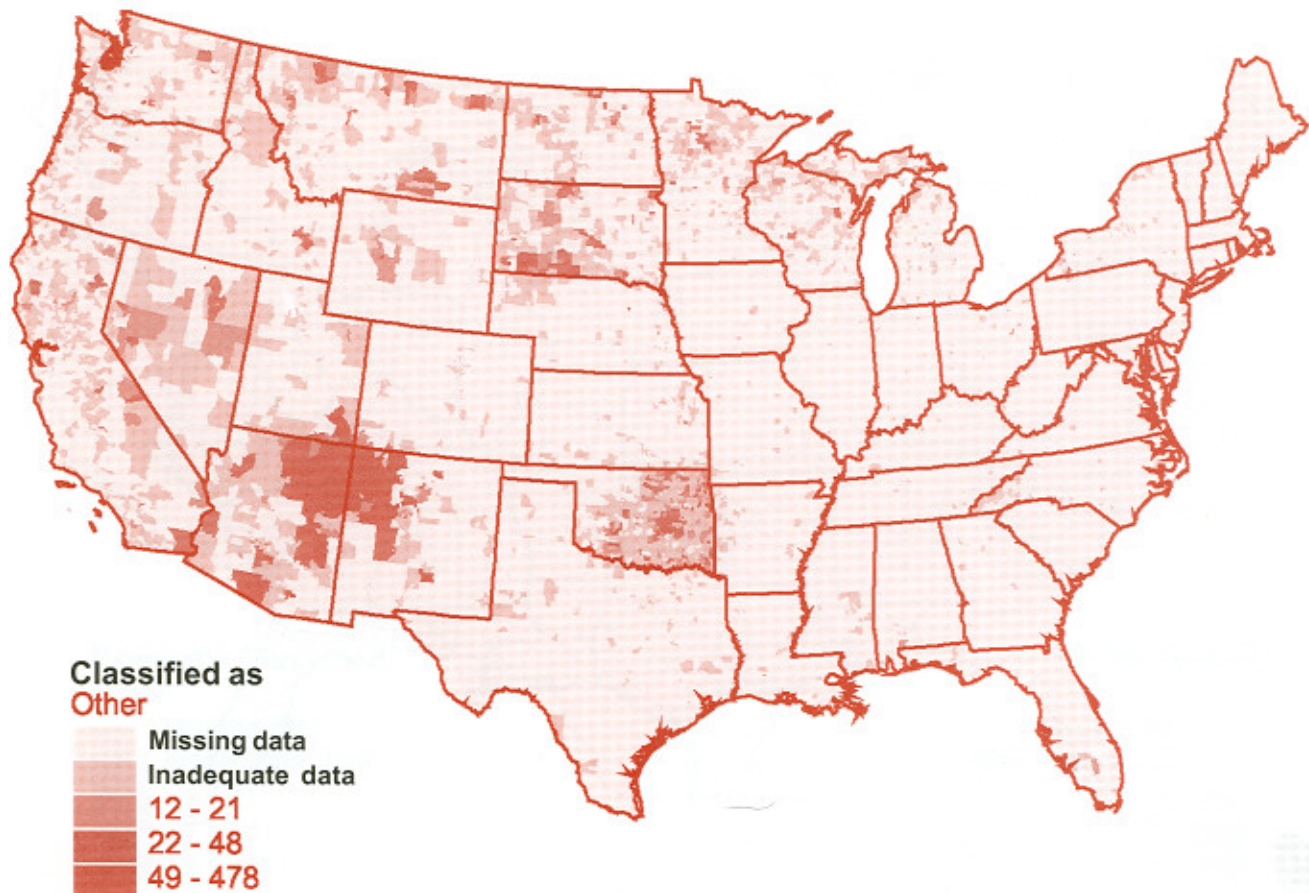 Classified as
Other
Missing data
Inadequate data
12 - 21
22 - 48
49 - 478